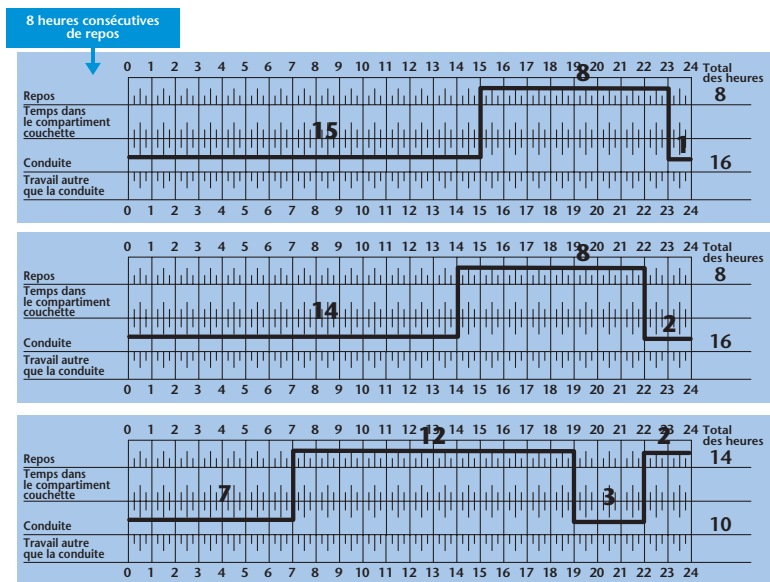 8 heures consécutives
de repos
0 1 2 3 4 5 6 7 8 9 10 11 12 13 14 15 16 17 18 19 20 21 22 23 24 Total
des heures
8
Repos 8
Temps dans
le compartiment
couchette
15 1
Conduite 16
Travail autre
que la conduite
0 1 2 3 4 5 6 7 8 9 10 11 12 13 14 15 16 17 18 19 20 21 22 23 24
0 1 2 3 4 5 6 7 8 9 10 11 12 13 14 15 16 17 18 19 20 21 22 23 24 Total
des heures
8
Repos 8
Temps dans
le compartiment
couchette
14 2
Conduite 16
Travail autre
que la conduite
0 1 2 3 4 5 6 7 8 9 10 11 12 13 14 15 16 17 18 19 20 21 22 23 24
0 1 2 3 4 5 6 7 8 9 10 11 12 13 14 15 16 17 18 19 20 21 22 23 24 Total
des heures
12 2
Repos 14
Temps dans
le compartiment
couchette
7 3
Conduite 10
Travail autre
que la conduite
0 1 2 3 4 5 6 7 8 9 10 11 12 13 14 15 16 17 18 19 20 21 22 23 24